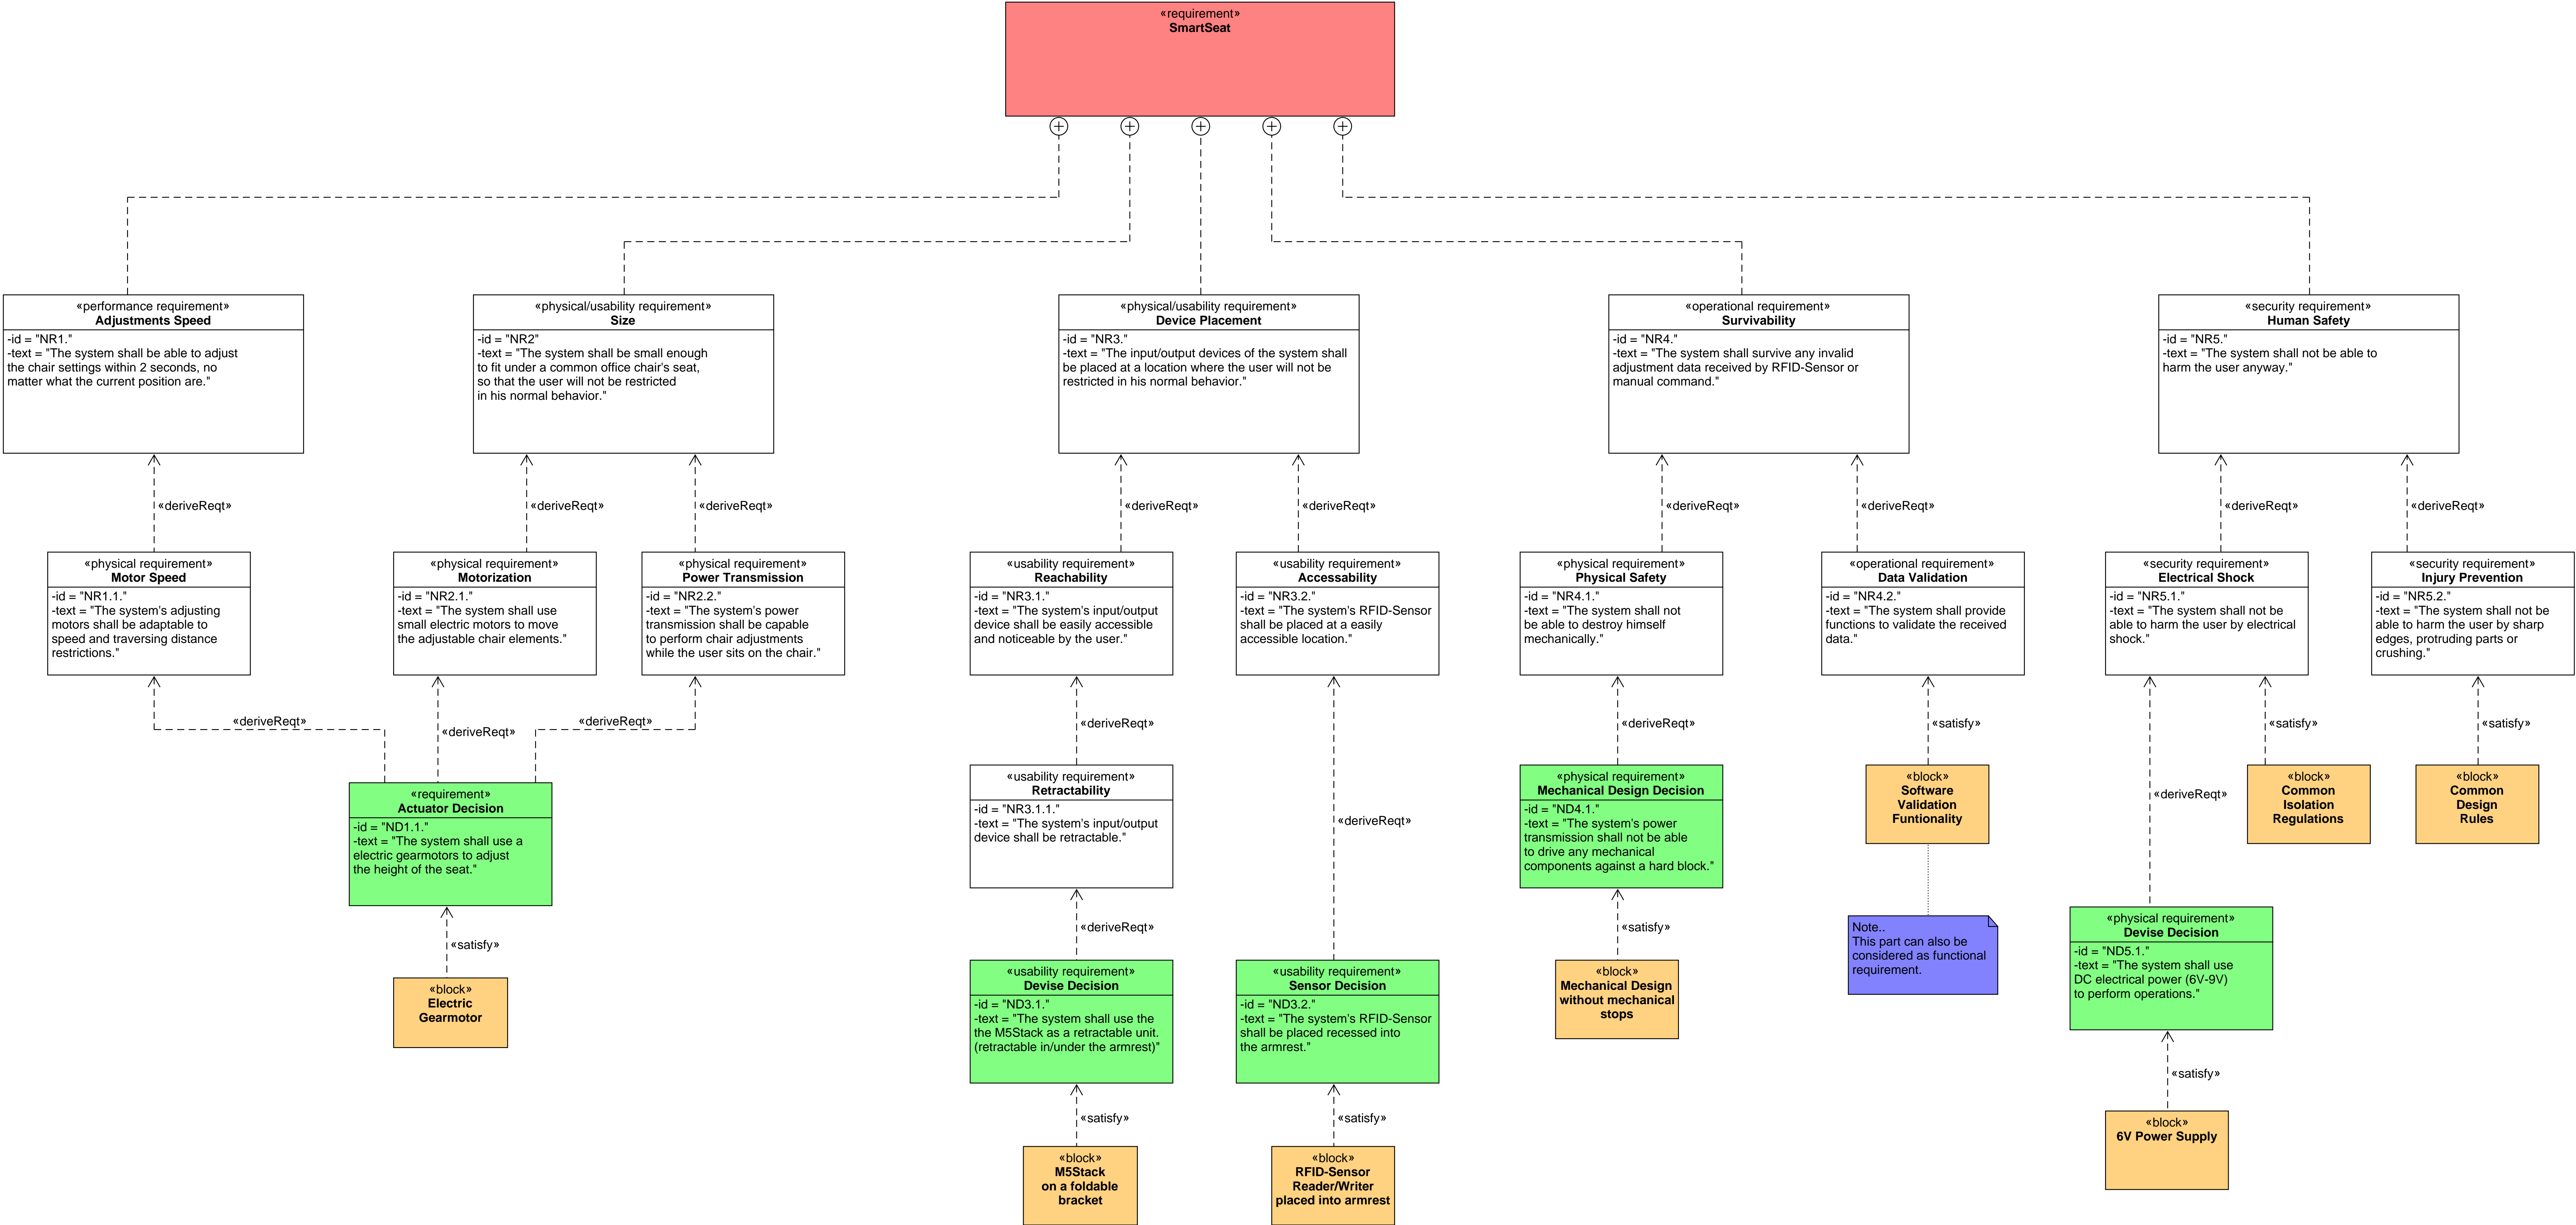 «requirement»
SmartSeat
«performance requirement»
Adjustments Speed
-id = "NR1."
-text = "The system shall be able to adjust
the chair settings within 2 seconds, no
matter what the current position are."
«physical/usability requirement»
Size
-id = "NR2"
-text = "The system shall be small enough
to fit under a common office chair's seat,
so that the user will not be restricted
in his normal behavior."
«physical/usability requirement»
Device Placement
-id = "NR3."
-text = "The input/output devices of the system shall
be placed at a location where the user will not be
restricted in his normal behavior."
«operational requirement»
Survivability
-id = "NR4."
-text = "The system shall survive any invalid
adjustment data received by RFID-Sensor or
manual command."
«security requirement»
Human Safety
-id = "NR5."
-text = "The system shall not be able to
harm the user anyway."
«deriveReqt»
«deriveReqt»
«deriveReqt»
«deriveReqt»
«deriveReqt»
«deriveReqt»
«deriveReqt»
«deriveReqt»
«deriveReqt»
«physical requirement»
Motor Speed
-id = "NR1.1."
-text = "The system's adjusting
motors shall be adaptable to
speed and traversing distance
restrictions."
«physical requirement»
Motorization
-id = "NR2.1."
-text = "The system shall use
small electric motors to move
the adjustable chair elements."
«physical requirement»
Power Transmission
-id = "NR2.2."
-text = "The system's power
transmission shall be capable
to perform chair adjustments
while the user sits on the chair."
«usability requirement»
Reachability
-id = "NR3.1."
-text = "The system's input/output
device shall be easily accessible
and noticeable by the user."
«usability requirement»
Accessability
-id = "NR3.2."
-text = "The system's RFID-Sensor
shall be placed at a easily
accessible location."
«physical requirement»
Physical Safety
-id = "NR4.1."
-text = "The system shall not
be able to destroy himself
mechanically."
«operational requirement»
Data Validation
-id = "NR4.2."
-text = "The system shall provide
functions to validate the received
data."
«security requirement»
Electrical Shock
-id = "NR5.1."
-text = "The system shall not be
able to harm the user by electrical
shock."
«security requirement»
Injury Prevention
-id = "NR5.2."
-text = "The system shall not be
able to harm the user by sharp
edges, protruding parts or
crushing."
«deriveReqt»
«deriveReqt»
«deriveReqt»
«deriveReqt»
«deriveReqt»
«satisfy»
«satisfy»
«satisfy»
«requirement»
Actuator Decision
-id = "ND1.1."
-text = "The system shall use a
electric gearmotors to adjust
the height of the seat."
«usability requirement»
Retractability
-id = "NR3.1.1."
-text = "The system's input/output
device shall be retractable."
«deriveReqt»
«physical requirement»
Mechanical Design Decision
-id = "ND4.1."
-text = "The system's power
transmission shall not be able
to drive any mechanical
components against a hard block."
«block»
Software
Validation
Funtionality
«deriveReqt»
«block»
Common
Isolation
Regulations
«block»
Common
Design
Rules
«satisfy»
«deriveReqt»
«satisfy»
Note..
This part can also be
considered as functional
requirement.
«physical requirement»
Devise Decision
-id = "ND5.1."
-text = "The system shall use
DC electrical power (6V-9V)
to perform operations."
«block»
Electric
Gearmotor
«usability requirement»
Devise Decision
-id = "ND3.1."
-text = "The system shall use the
the M5Stack as a retractable unit.
(retractable in/under the armrest)"
«usability requirement»
Sensor Decision
-id = "ND3.2."
-text = "The system's RFID-Sensor
shall be placed recessed into
the armrest."
«block»
Mechanical Design
without mechanical
stops
«satisfy»
«satisfy»
«satisfy»
«block»
M5Stack
on a foldable
bracket
«block»
RFID-Sensor
Reader/Writer
placed into armrest
«block»
6V Power Supply